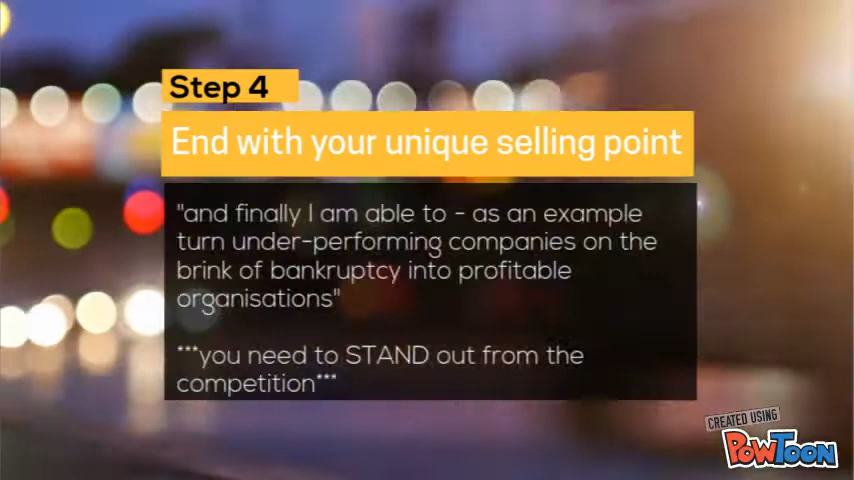 Step 4
End with your unique selling point
"and finally I am able to - as an example
turn under-performing companies on the
brink of bankruptcy into profitable
organisations"
***you need to STAND out from the
competition***
CREATED USING
POWTOON